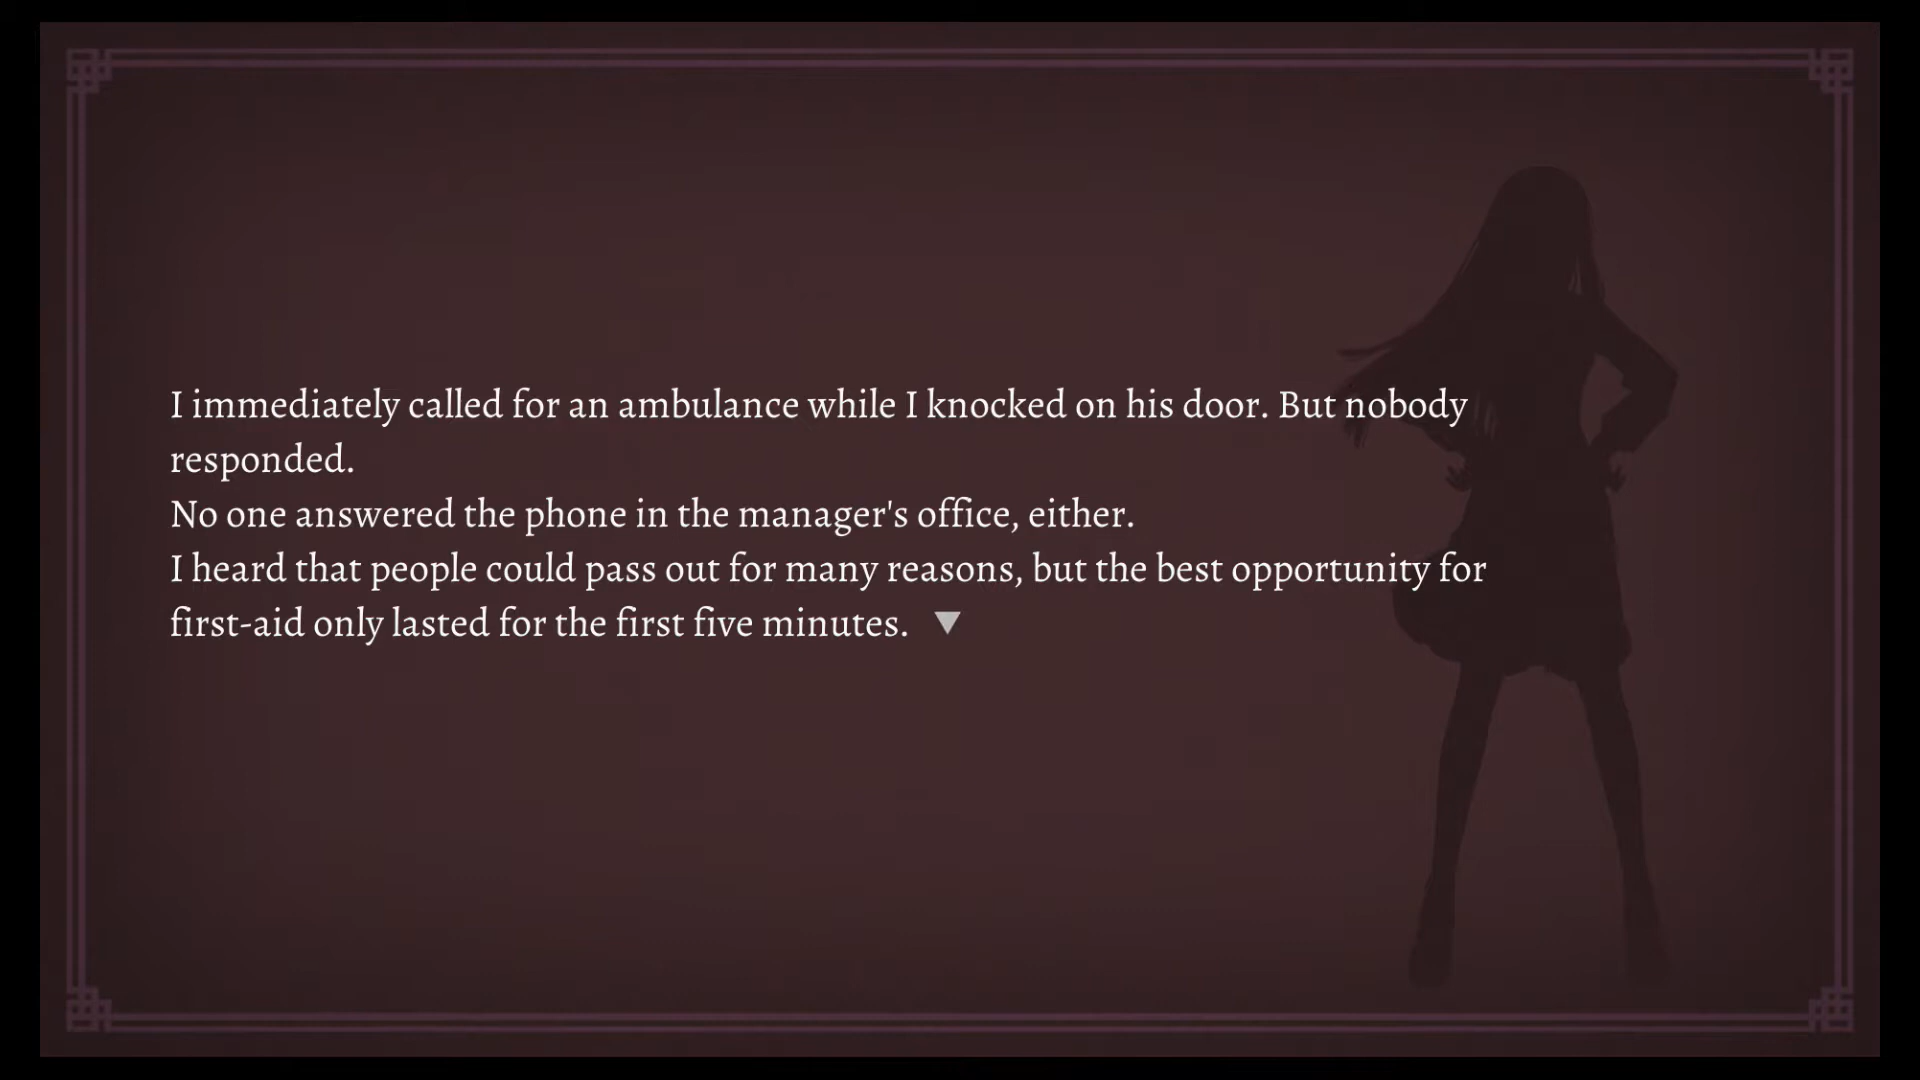 I immediately called for an ambulance while I knocked on his door. But nobody
responded.
No one answered the phone in the manager's office, either.
I heard that people could pass out for many reasons, but the best opportunity for
first-aid only lasted for the first five minutes.